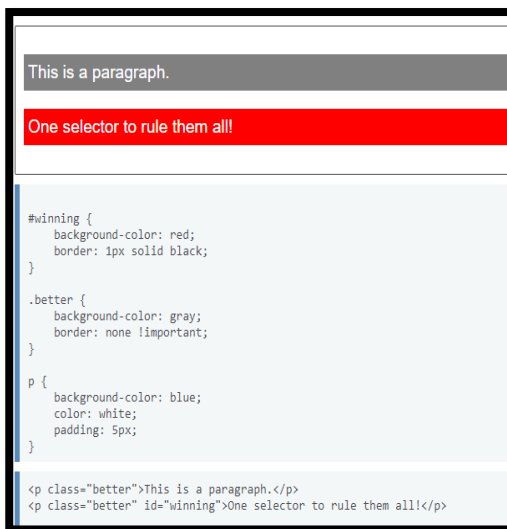 This is a paragraph.
One selector to rule them all!
#winning {
    background-color: red;
    border: 1px solid black;
}
.better {
    background-color: gray;
    border: none !important;
}
p {
    background-color: blue;
    color: white;
    padding: 5px;
}
<p class="better">This is a paragraph.</p>
<p class="better" id="winning">One selector to rule them all!</p>